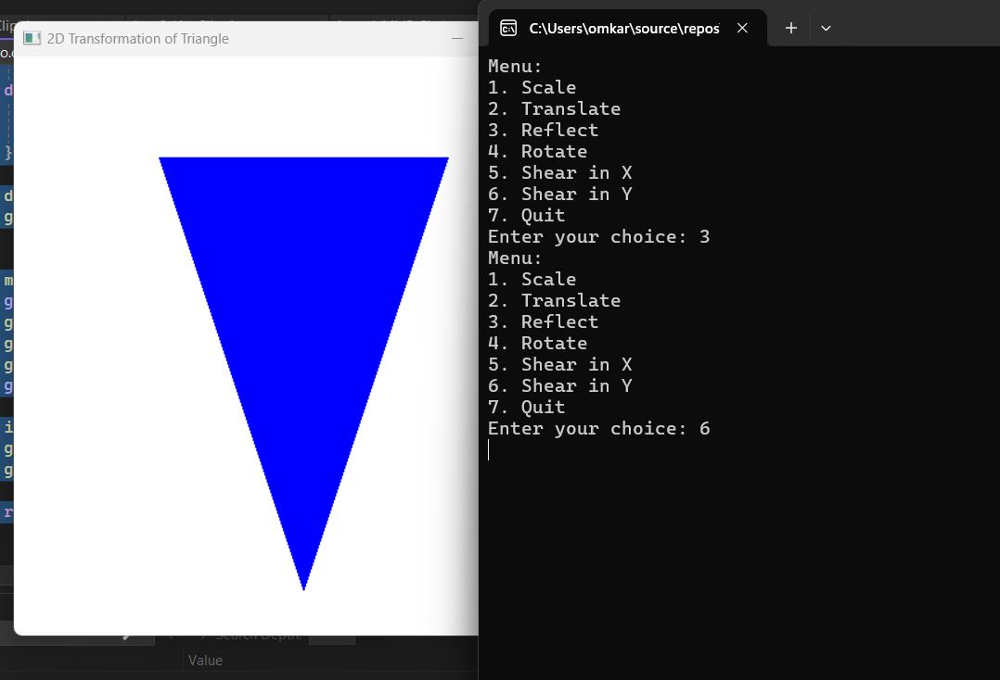 2D Transformation of Triangle
C:\Users\omkar\source\repos
Menu:
1. Scale
2. Translate
3. Reflect
4. Rotate
5. Shear in X
6. Shear in Y
7. Quit
Enter your choice: 3
Menu:
1. Scale
2. Translate
3. Reflect
4. Rotate
5. Shear in X
6. Shear in Y
7. Quit
Enter your choice: 6
d
}
d
g
m
g
g
g
g
g
i
g
g
r
Search Depth:
Value